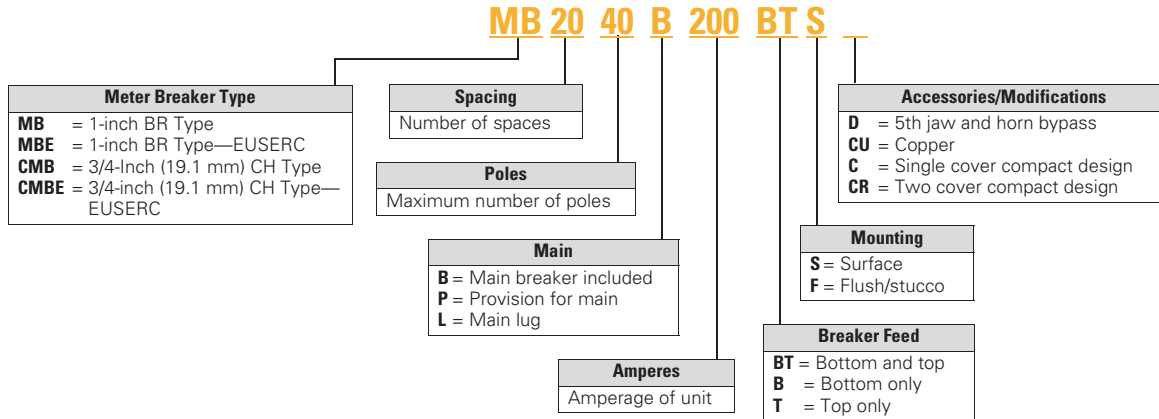 MB 20 40 B 200 BT S
Meter Breaker Type
MB = 1-inch BR Type
MBE = 1-inch BR Type—EUSERC
CMB = 3/4-Inch (19.1 mm) CH Type
CMBE = 3/4-inch (19.1 mm) CH Type—
EUSERC
Spacing
Number of spaces
Poles
Maximum number of poles
Main
B = Main breaker included
P = Provision for main
L = Main lug
Amperes
Amperage of unit
Accessories/Modifications
D = 5th jaw and horn bypass
CU = Copper
C = Single cover compact design
CR = Two cover compact design
Mounting
S = Surface
F = Flush/stucco
Breaker Feed
BT = Bottom and top
B = Bottom only
T = Top only